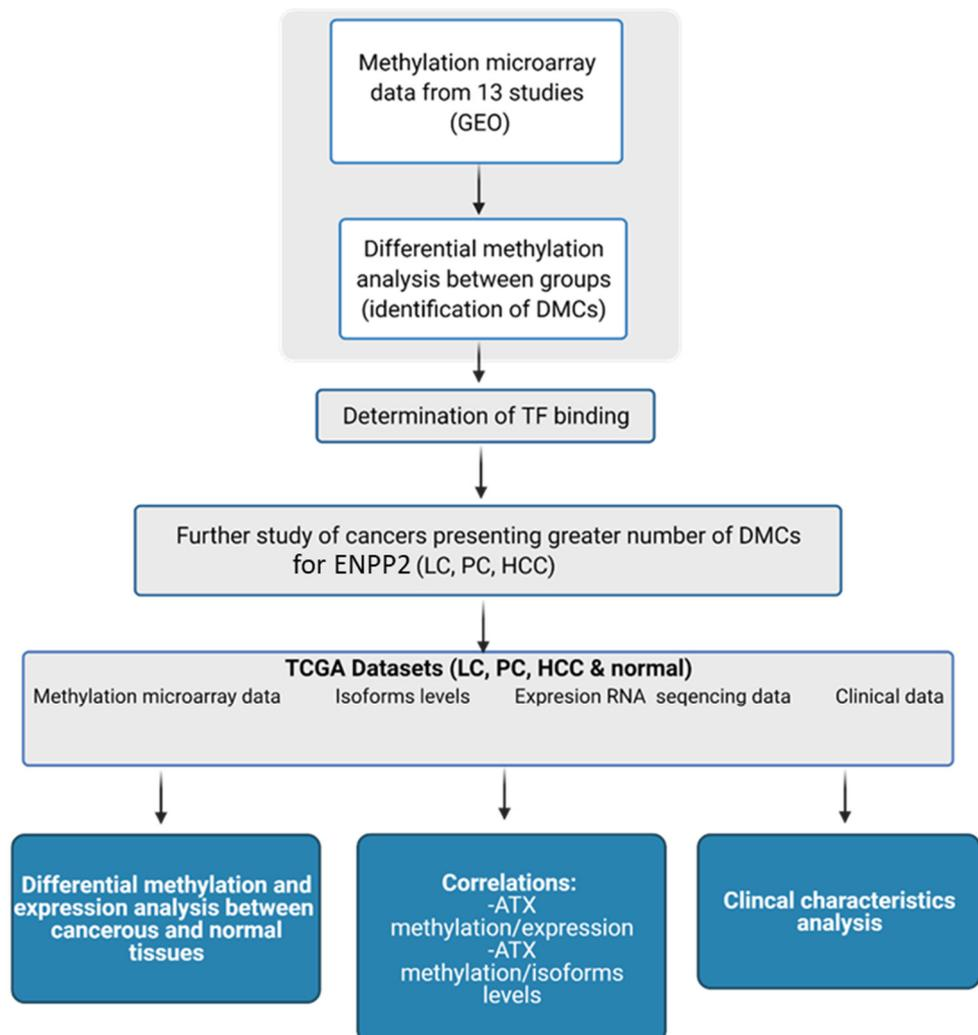 Methylation microarray
data from 13 studies
(GEO)
Differential methylation
analysis between groups
(identification of DMCs)
Determination of TF binding
Further study of cancers presenting greater number of DMCs
for ENPP2 (LC, PC, HCC)
TCGA Datasets (LC, PC, HCC & normal)
Methylation microarray data Isoforms levels Expresion RNA seqencing data Clinical data
Differential methylation and
expression analysis between
cancerous and normal
tissues
Correlations:
-ATX
methylation/expression
-ATX
methylation/isoforms
levels
Clincal characteristics
analysis